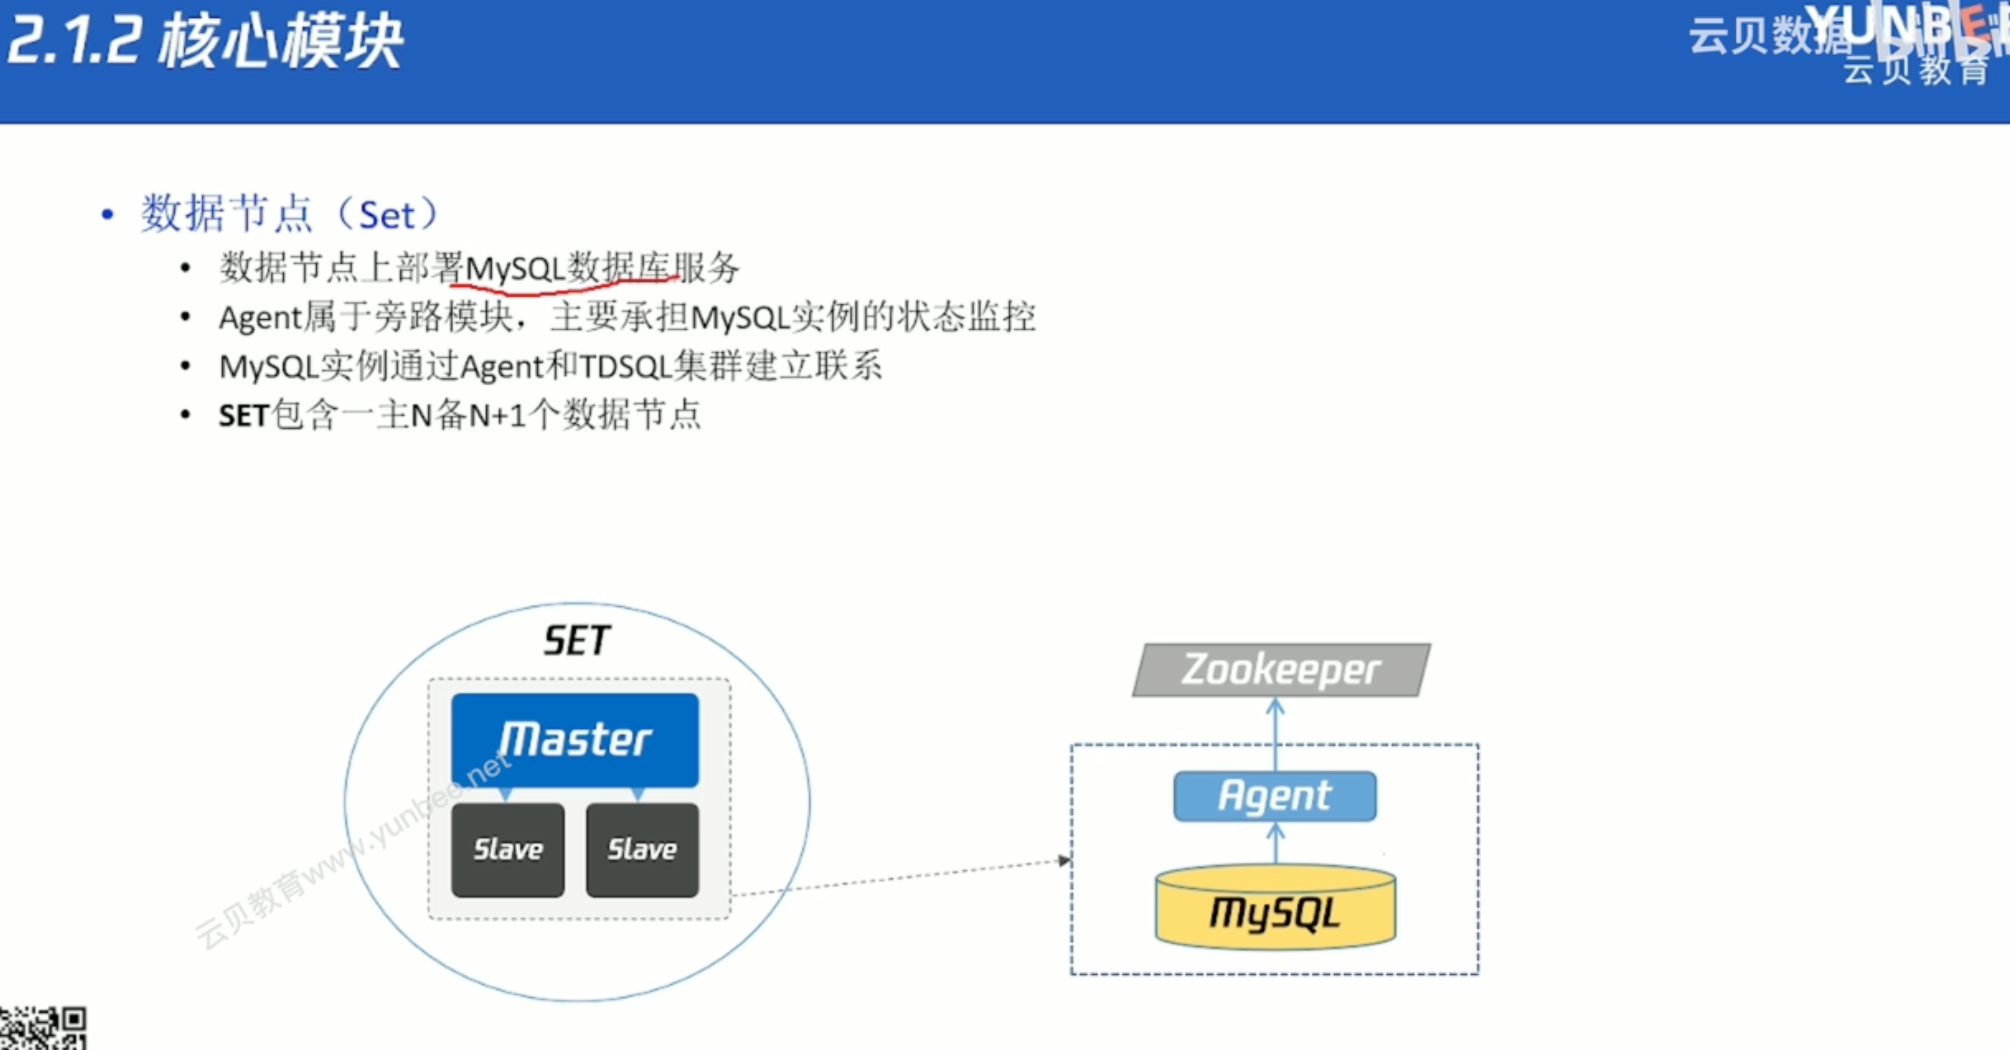 2.1.2 核心模块
云贝数据
YUNBEE
云贝教育
• 数据节点（Set）
• 数据节点上部署MySQL数据库服务
• Agent属于旁路模块，主要承担MySQL实例的状态监控
• MySQL实例通过Agent和TDSQL集群建立联系
• SET包含一主N备N+1个数据节点
SET
Master
Slave
Slave
Zookeeper
Agent
MySQL
云贝教育www.yunbee.net